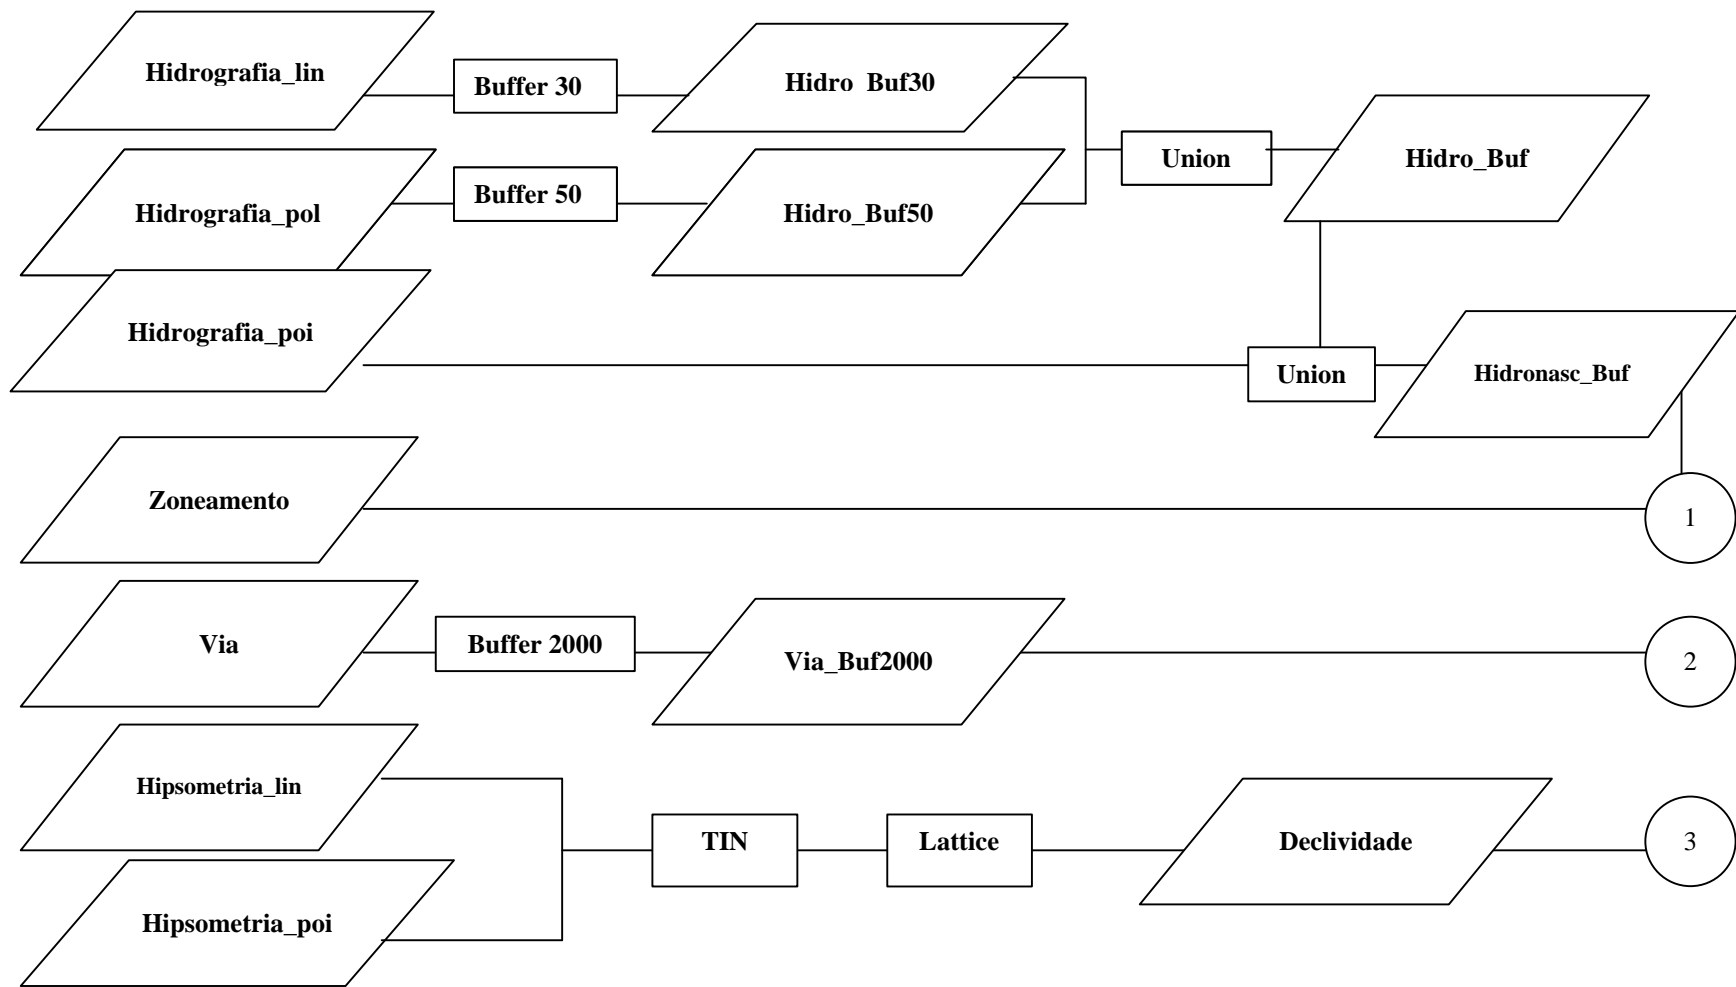 Hidrografia_lin
Buffer 30
Hidro Buf30
Hidrografia_pol
Buffer 50
Hidro_Buf50
Union
Hidro_Buf
Hidrografia_poi
Union
Hidronasc_Buf
Zoneamento
1
Via
Buffer 2000
Via_Buf2000
2
Hipsometria_lin
TIN
Lattice
Declividade
3
Hipsometria_poi